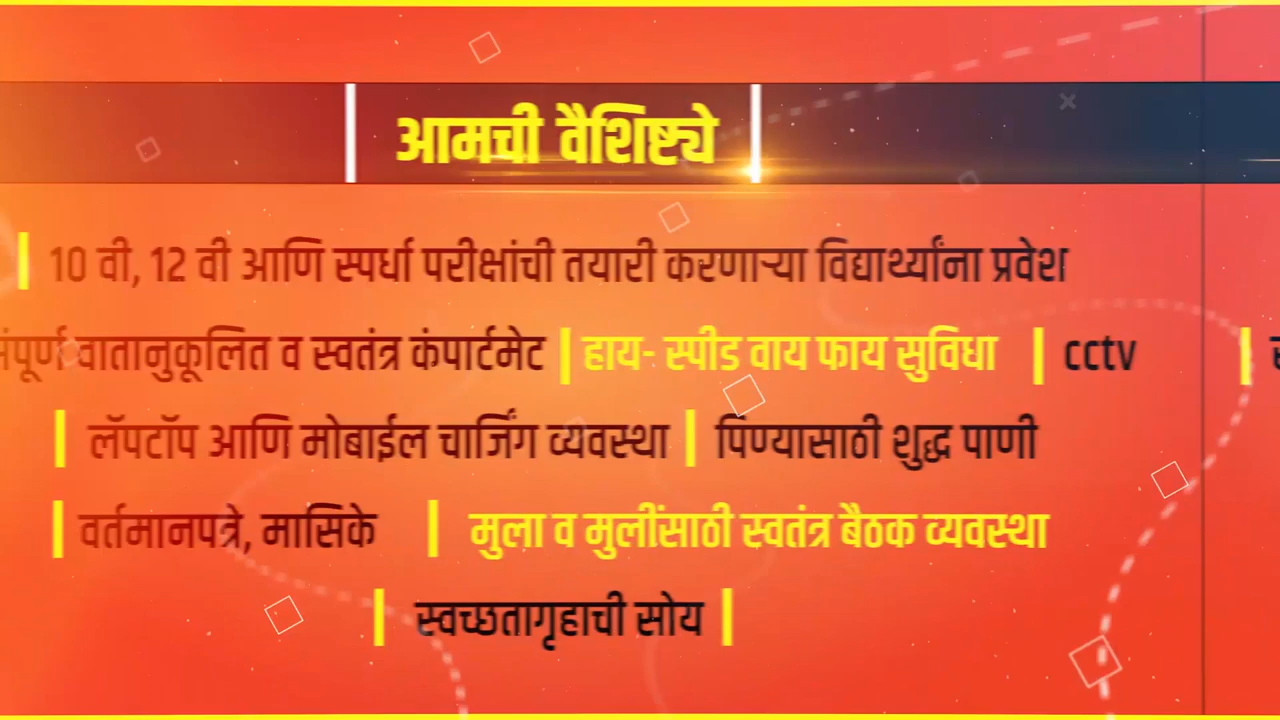 आमची वैशिष्ट्ये
10 वी, 12 वी आणि स्पर्धा परीक्षांची तयारी करणाऱ्या विद्यार्थ्यांना प्रवेश
वातानुकूलित व स्वतंत्र कंपार्टमेट | हाय- स्पीड वाय फाय सुविधा | cctv
लॅपटॉप आणि मोबाईल चार्जिंग व्यवस्था | पिण्यासाठी शुद्ध पाणी
वर्तमानपत्रे, मासिके | मुला व मुलींसाठी स्वतंत्र बैठक व्यवस्था
स्वच्छतागृहाची सोय